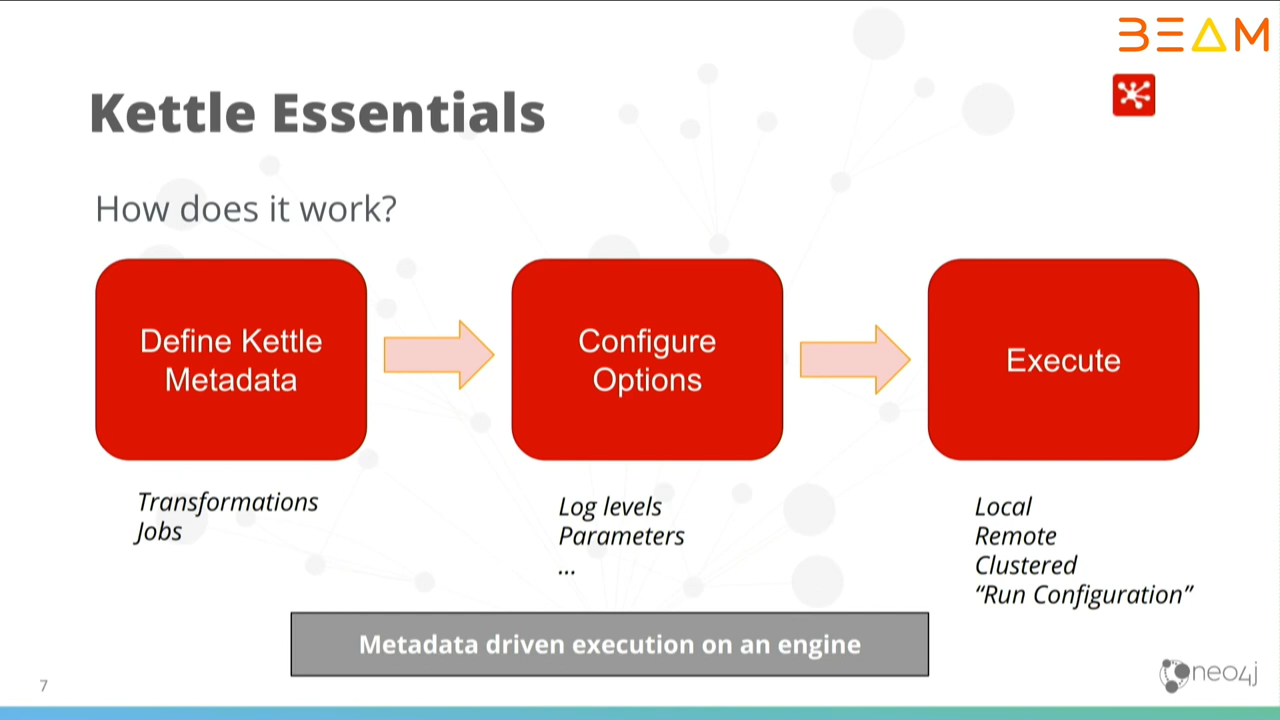 BEAM
Kettle Essentials
How does it work?
Define Kettle
Metadata
Configure
Options
Execute
Transformations
Jobs
Log levels
Parameters
...
Local
Remote
Clustered
“Run Configuration”
Metadata driven execution on an engine
7
neo4j